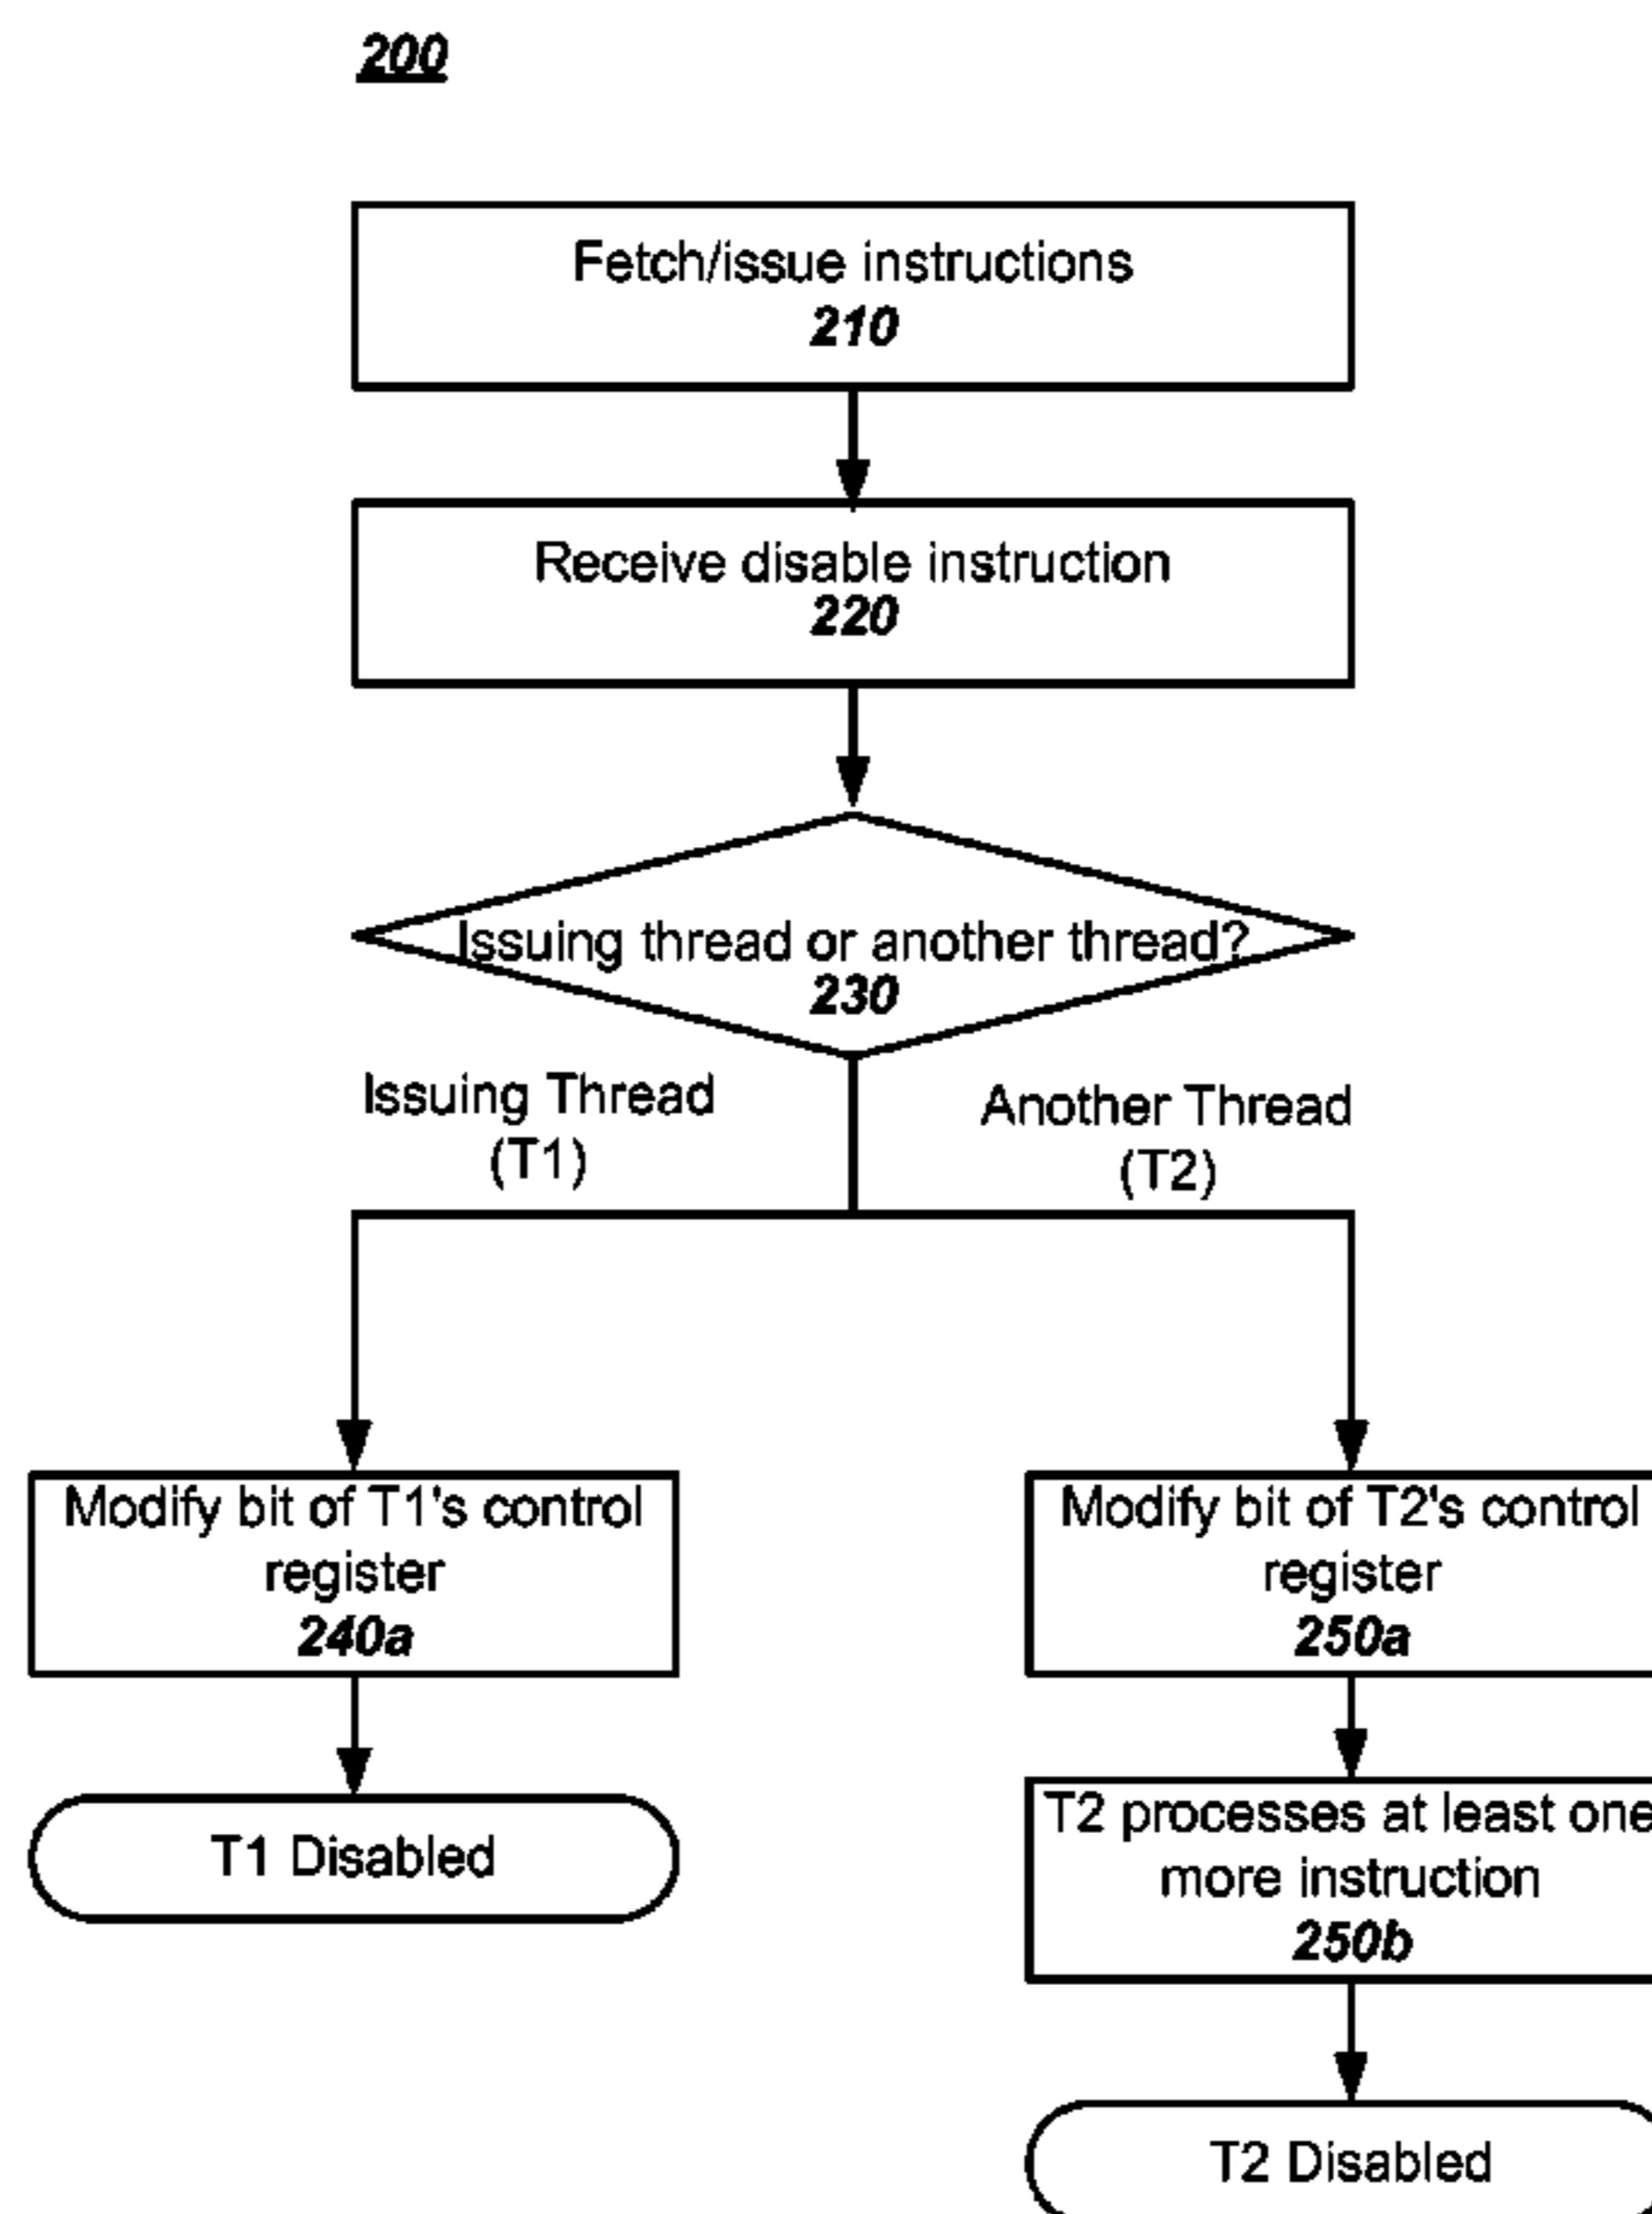 200
Fetch/issue instructions
210
Receive disable instruction
220
Issuing thread or another thread?
230
Issuing Thread
(T1)
Another Thread
(T2)
Modify bit of T1's control
register
240a
Modify bit of T2's control
register
250a
T1 Disabled
T2 processes at least one
more instruction
250b
T2 Disabled